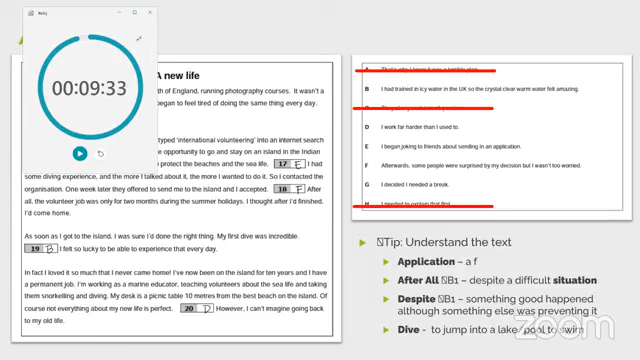 00:09:33
A new life
th of England, running photography courses. It wasn't a
began to feel tired of doing the same thing every day.
typed 'international volunteering' into an internet search
e opportunity to go and stay on an island in the Indian
protect the beaches and the sea life. 17 E I had
some diving experience, and the more I talked about it, the more I wanted to do it. So I contacted the
organisation. One week later they offered to send me to the island and I accepted. 18 F After
all, the volunteer job was only for two months during the summer holidays. I thought after I'd finished,
I'd come home.
As soon as I got to the island, I was sure I'd done the right thing. My first dive was incredible.
19 B I felt so lucky to be able to experience that every day.
In fact I loved it so much that I never came home! I've now been on the island for ten years and I have
a permanent job. I'm working as a marine educator, teaching volunteers about the sea life and taking
them snorkelling and diving. My desk is a picnic table 10 metres from the best beach on the island. Of
course not everything about my new life is perfect. 20 D However, I can't imagine going back
to my old life.
B I had trained in icy water in the UK so the crystal clear warm water felt amazing.
D I work far harder than I used to.
E I began joking to friends about sending in an application.
F Afterwards, some people were surprised by my decision but I wasn't too worried.
G I decided I needed a break.
H I needed to explain that first.
Tip: Understand the text
Application – a f
After All B1 – despite a difficult situation
Despite B1 – something good happened
although something else was preventing it
Dive - to jump into a lake/pool to swim
zoom